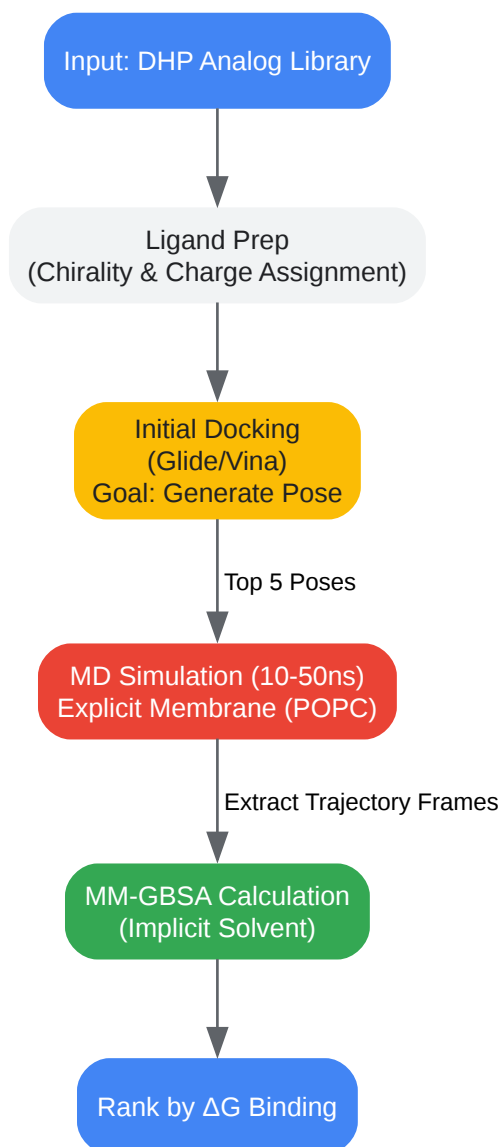 Input: DHP Analog Library
Ligand Prep
(Chirality & Charge Assignment)
Initial Docking
(Glide/Vina)
Goal: Generate Pose
Top 5 Poses
MD Simulation (10-50ns)
Explicit Membrane (POPC)
Extract Trajectory Frames
MM-GBSA Calculation
(Implicit Solvent)
Rank by ΔG Binding